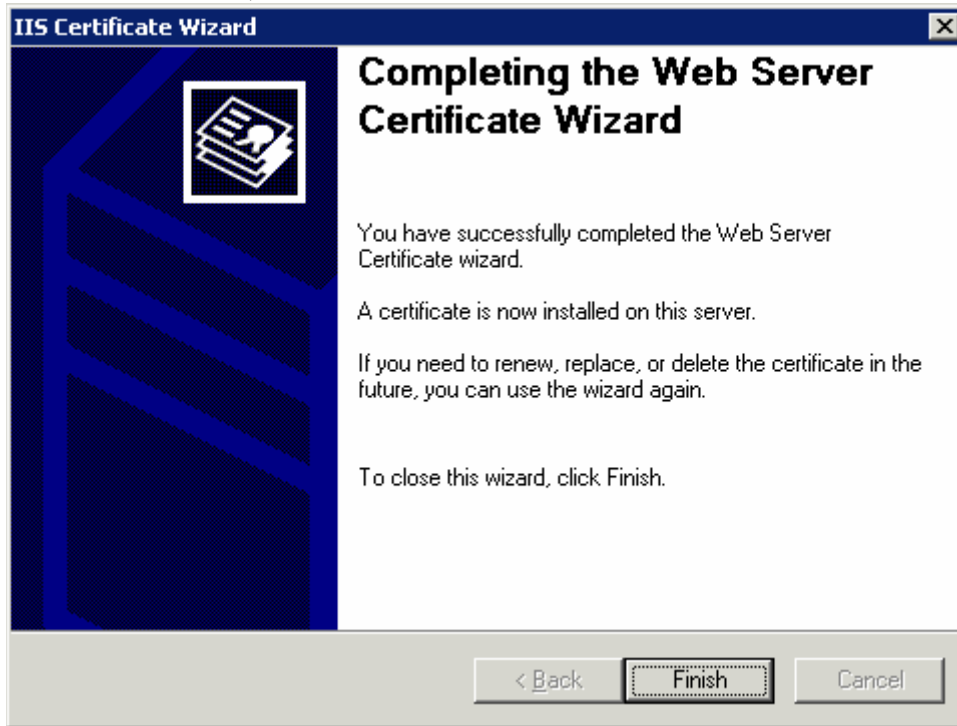 IIS Certificate Wizard
Completing the Web Server
Certificate Wizard
You have successfully completed the Web Server
Certificate wizard.
A certificate is now installed on this server.
If you need to renew, replace, or delete the certificate in the
future, you can use the wizard again.
To close this wizard, click Finish.
< Back
Finish
Cancel